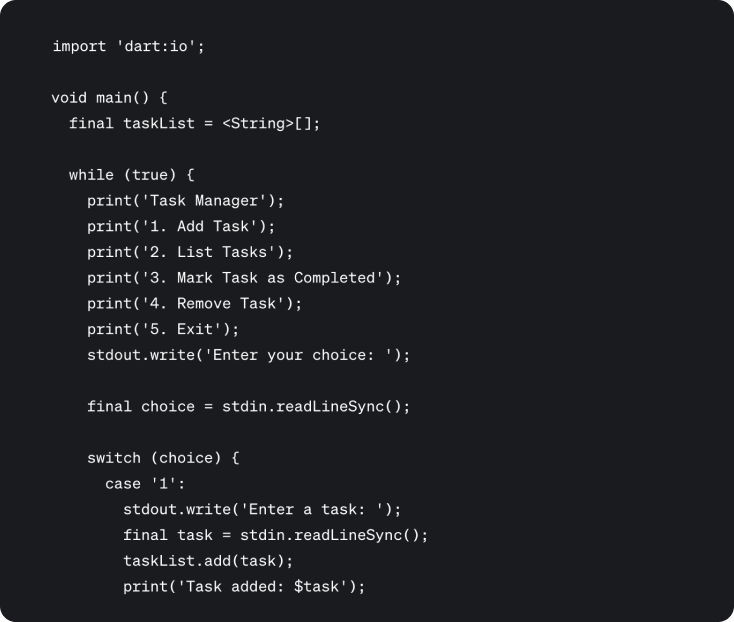 import 'dart:io';
void main() {
final taskList = <String>[];
while (true) {
print('Task Manager');
print('1. Add Task');
print('2. List Tasks');
print('3. Mark Task as Completed');
print('4. Remove Task');
print('5. Exit');
stdout.write('Enter your choice: ');
final choice = stdin.readLineSync();
switch (choice) {
case '1':
stdout.write('Enter a task: ');
final task = stdin.readLineSync();
taskList.add(task);
print('Task added: $task');